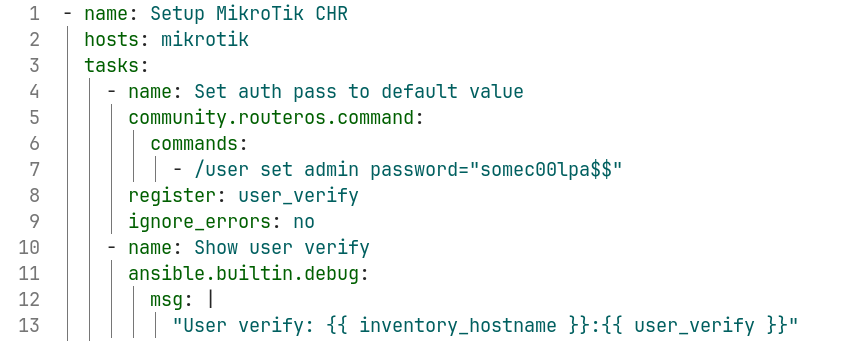 1 - name: Setup MikroTik CHR
2   hosts: mikrotik
3   tasks:
4     - name: Set auth pass to default value
5       community.routeros.command:
6         commands:
7           - /user set admin password="somec00lpa$$"
8       register: user_verify
9       ignore_errors: no
10     - name: Show user verify
11       ansible.builtin.debug:
12         msg: |
13           "User verify: {{ inventory_hostname }}:{{ user_verify }}"